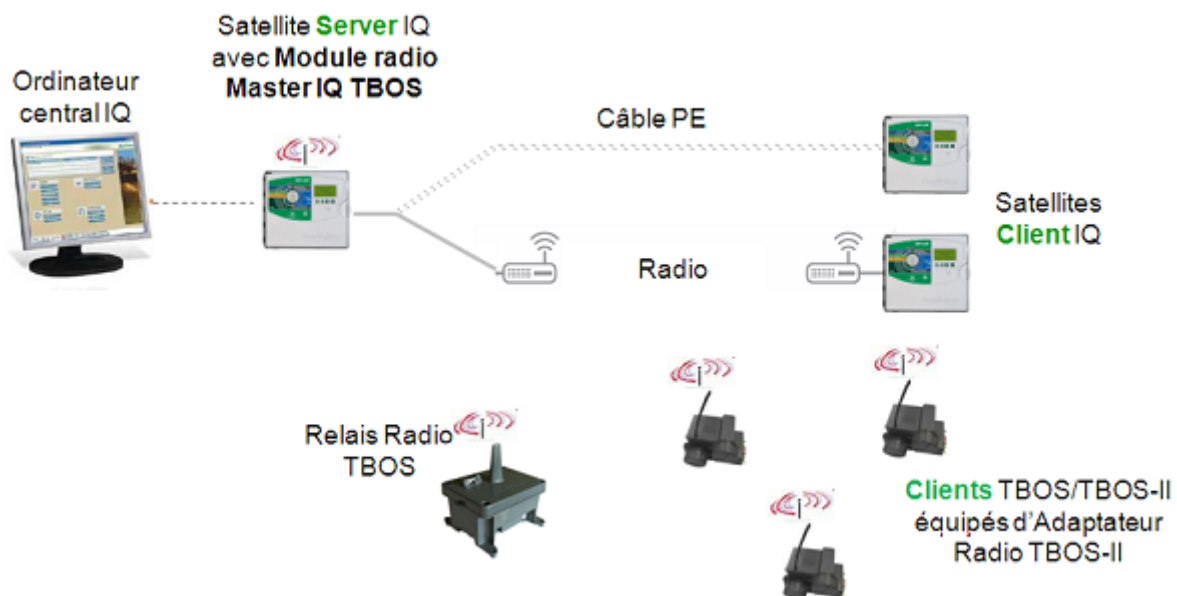 Satellite Server IQ
avec Module radio
Master IQ TBOS
Ordinateur
central IQ
Câble PE
Satellites
Client IQ
Radio
Relais Radio
TBOS
Clients TBOS/TBOS-II
équipés d'Adaptateur
Radio TBOS-II